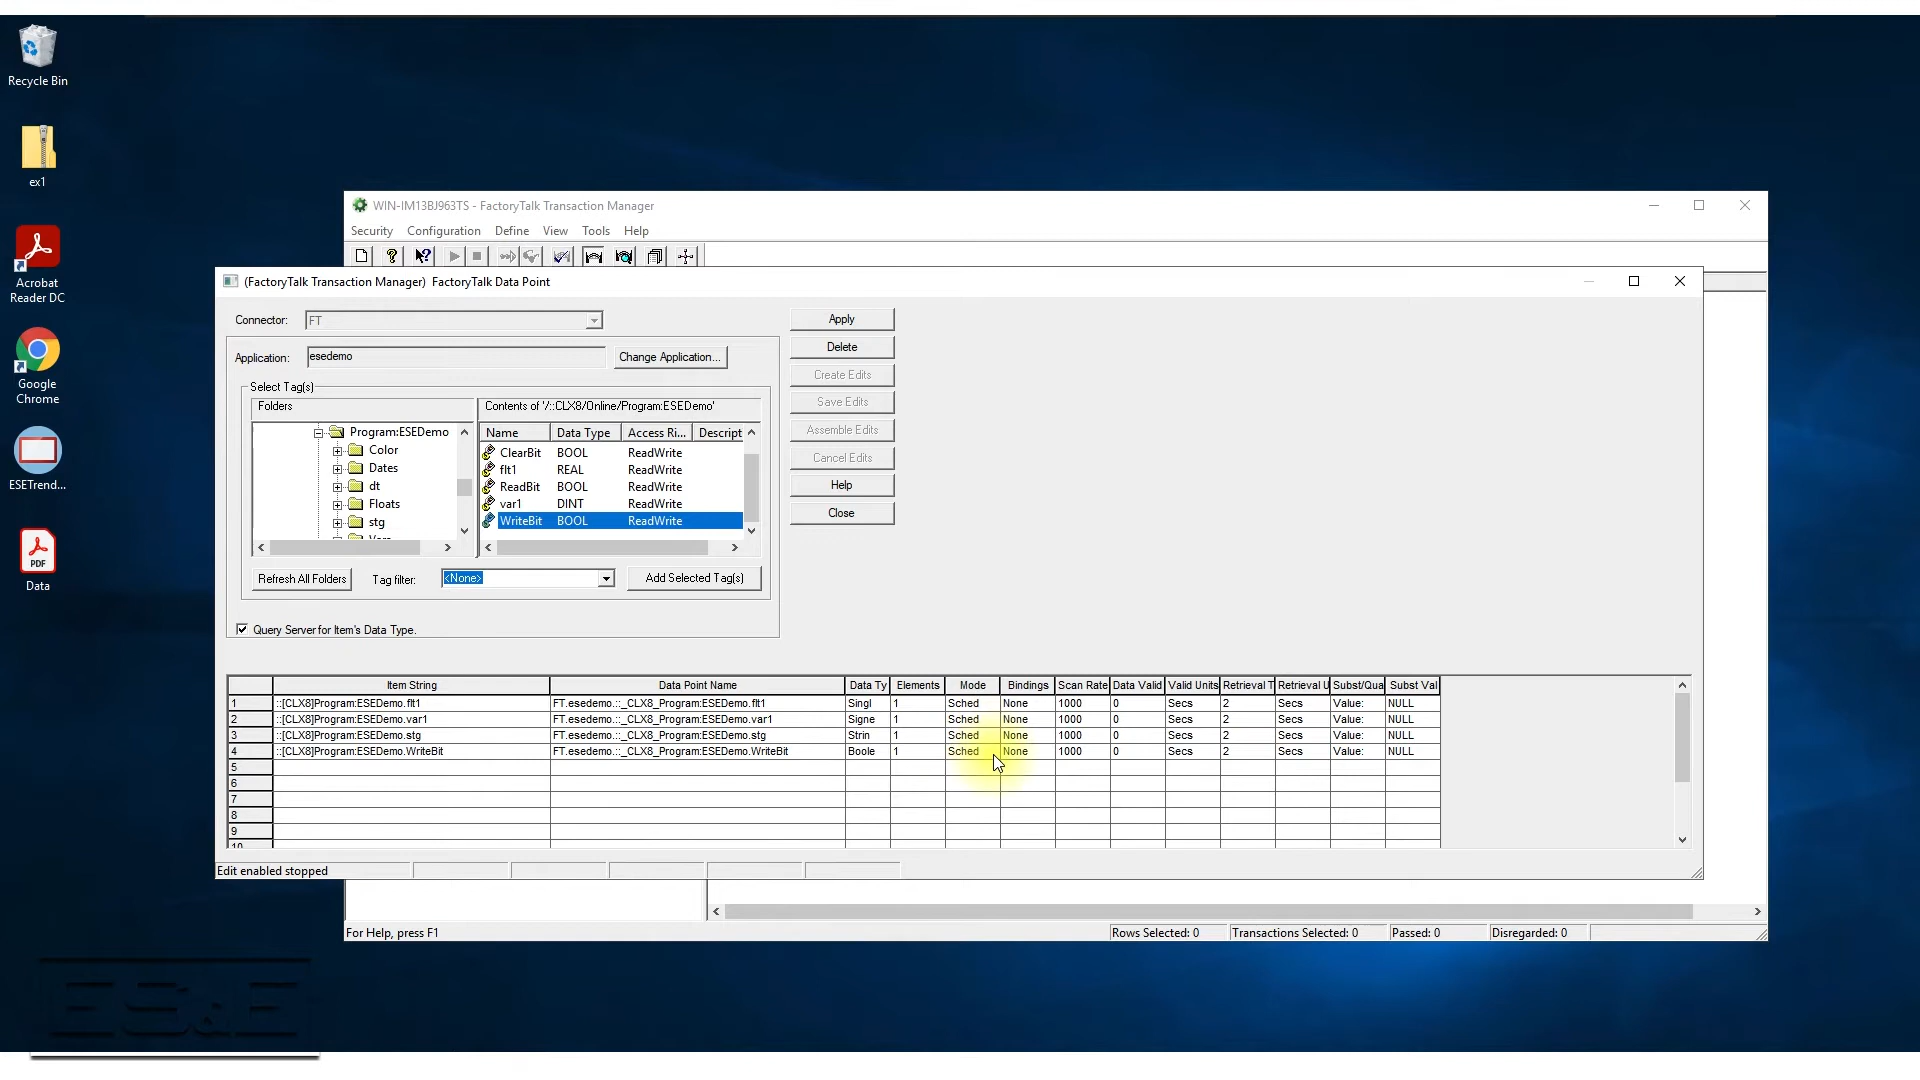 Recycle Bin
ex1
Acrobat
Reader DC
Google
Chrome
ESETrend...
PDF
Data
WIN-IM13BJ963TS - FactoryTalk Transaction Manager
Security Configuration Define View Tools Help
(FactoryTalk Transaction Manager) FactoryTalk Data Point
Connector: FT
Application: esedemo Change Application...
Select Tag(s)
Folders
Program:ESEDemo
Color
Dates
dt
Floats
stg
Contents of '/::CLX8/Online/Program:ESEDemo'
Name Data Type Access Ri... Descript
ClearBit BOOL ReadWrite
flt1 REAL ReadWrite
ReadBit BOOL ReadWrite
var1 DINT ReadWrite
WriteBit BOOL ReadWrite
Refresh All Folders Tag filter: <None> Add Selected Tag(s)
Query Server for Item's Data Type.
Apply
Delete
Create Edits
Save Edits
Assemble Edits
Cancel Edits
Help
Close
Item String Data Point Name Data Ty Elements Mode Bindings Scan Rate Data Valid Valid Units Retrieval T Retrieval U Subst/Qua Subst Val
1 ::[CLX8]Program:ESEDemo.flt1 FT.esedemo.::_CLX8_Program:ESEDemo.flt1 Singl 1 Sched None 1000 0 Secs 2 Secs Value: NULL
2 ::[CLX8]Program:ESEDemo.var1 FT.esedemo.::_CLX8_Program:ESEDemo.var1 Signe 1 Sched None 1000 0 Secs 2 Secs Value: NULL
3 ::[CLX8]Program:ESEDemo.stg FT.esedemo.::_CLX8_Program:ESEDemo.stg Strin 1 Sched None 1000 0 Secs 2 Secs Value: NULL
4 ::[CLX8]Program:ESEDemo.WriteBit FT.esedemo.::_CLX8_Program:ESEDemo.WriteBit Boole 1 Sched None 1000 0 Secs 2 Secs Value: NULL
5
6
7
8
9
10
Edit enabled stopped
For Help, press F1 Rows Selected: 0 Transactions Selected: 0 Passed: 0 Disregarded: 0
ES&E